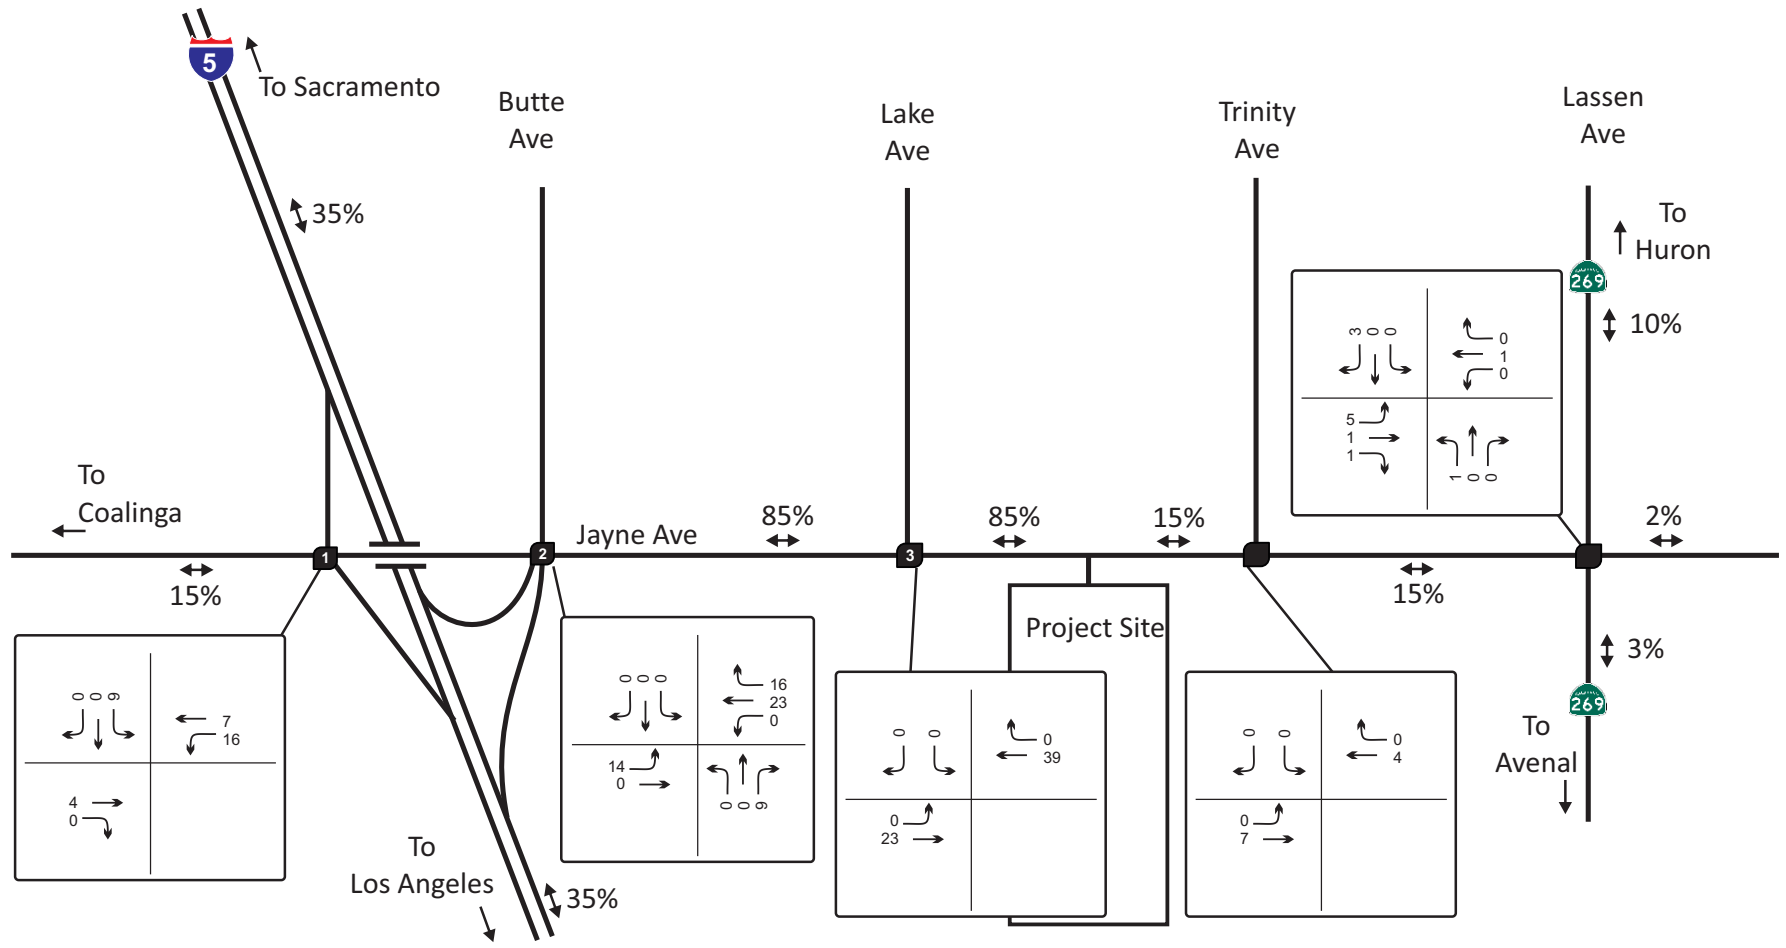 5
To Sacramento
Butte
Ave
Lake
Ave
Trinity
Ave
Lassen
Ave
35%
To
Huron
269
10%
3 0 0
0
1
0
5
1
1
1 0 0
To
Coalinga
Jayne Ave
85%
85%
15%
2%
1
2
3
15%
15%
Project Site
3%
269
To
Avenal
0 0 9
7
16
4
0
0 0 0
16
23
0
14
0
0 0 9
0 0
0
39
0
23
0 0
0
4
0
7
To
Los Angeles
35%